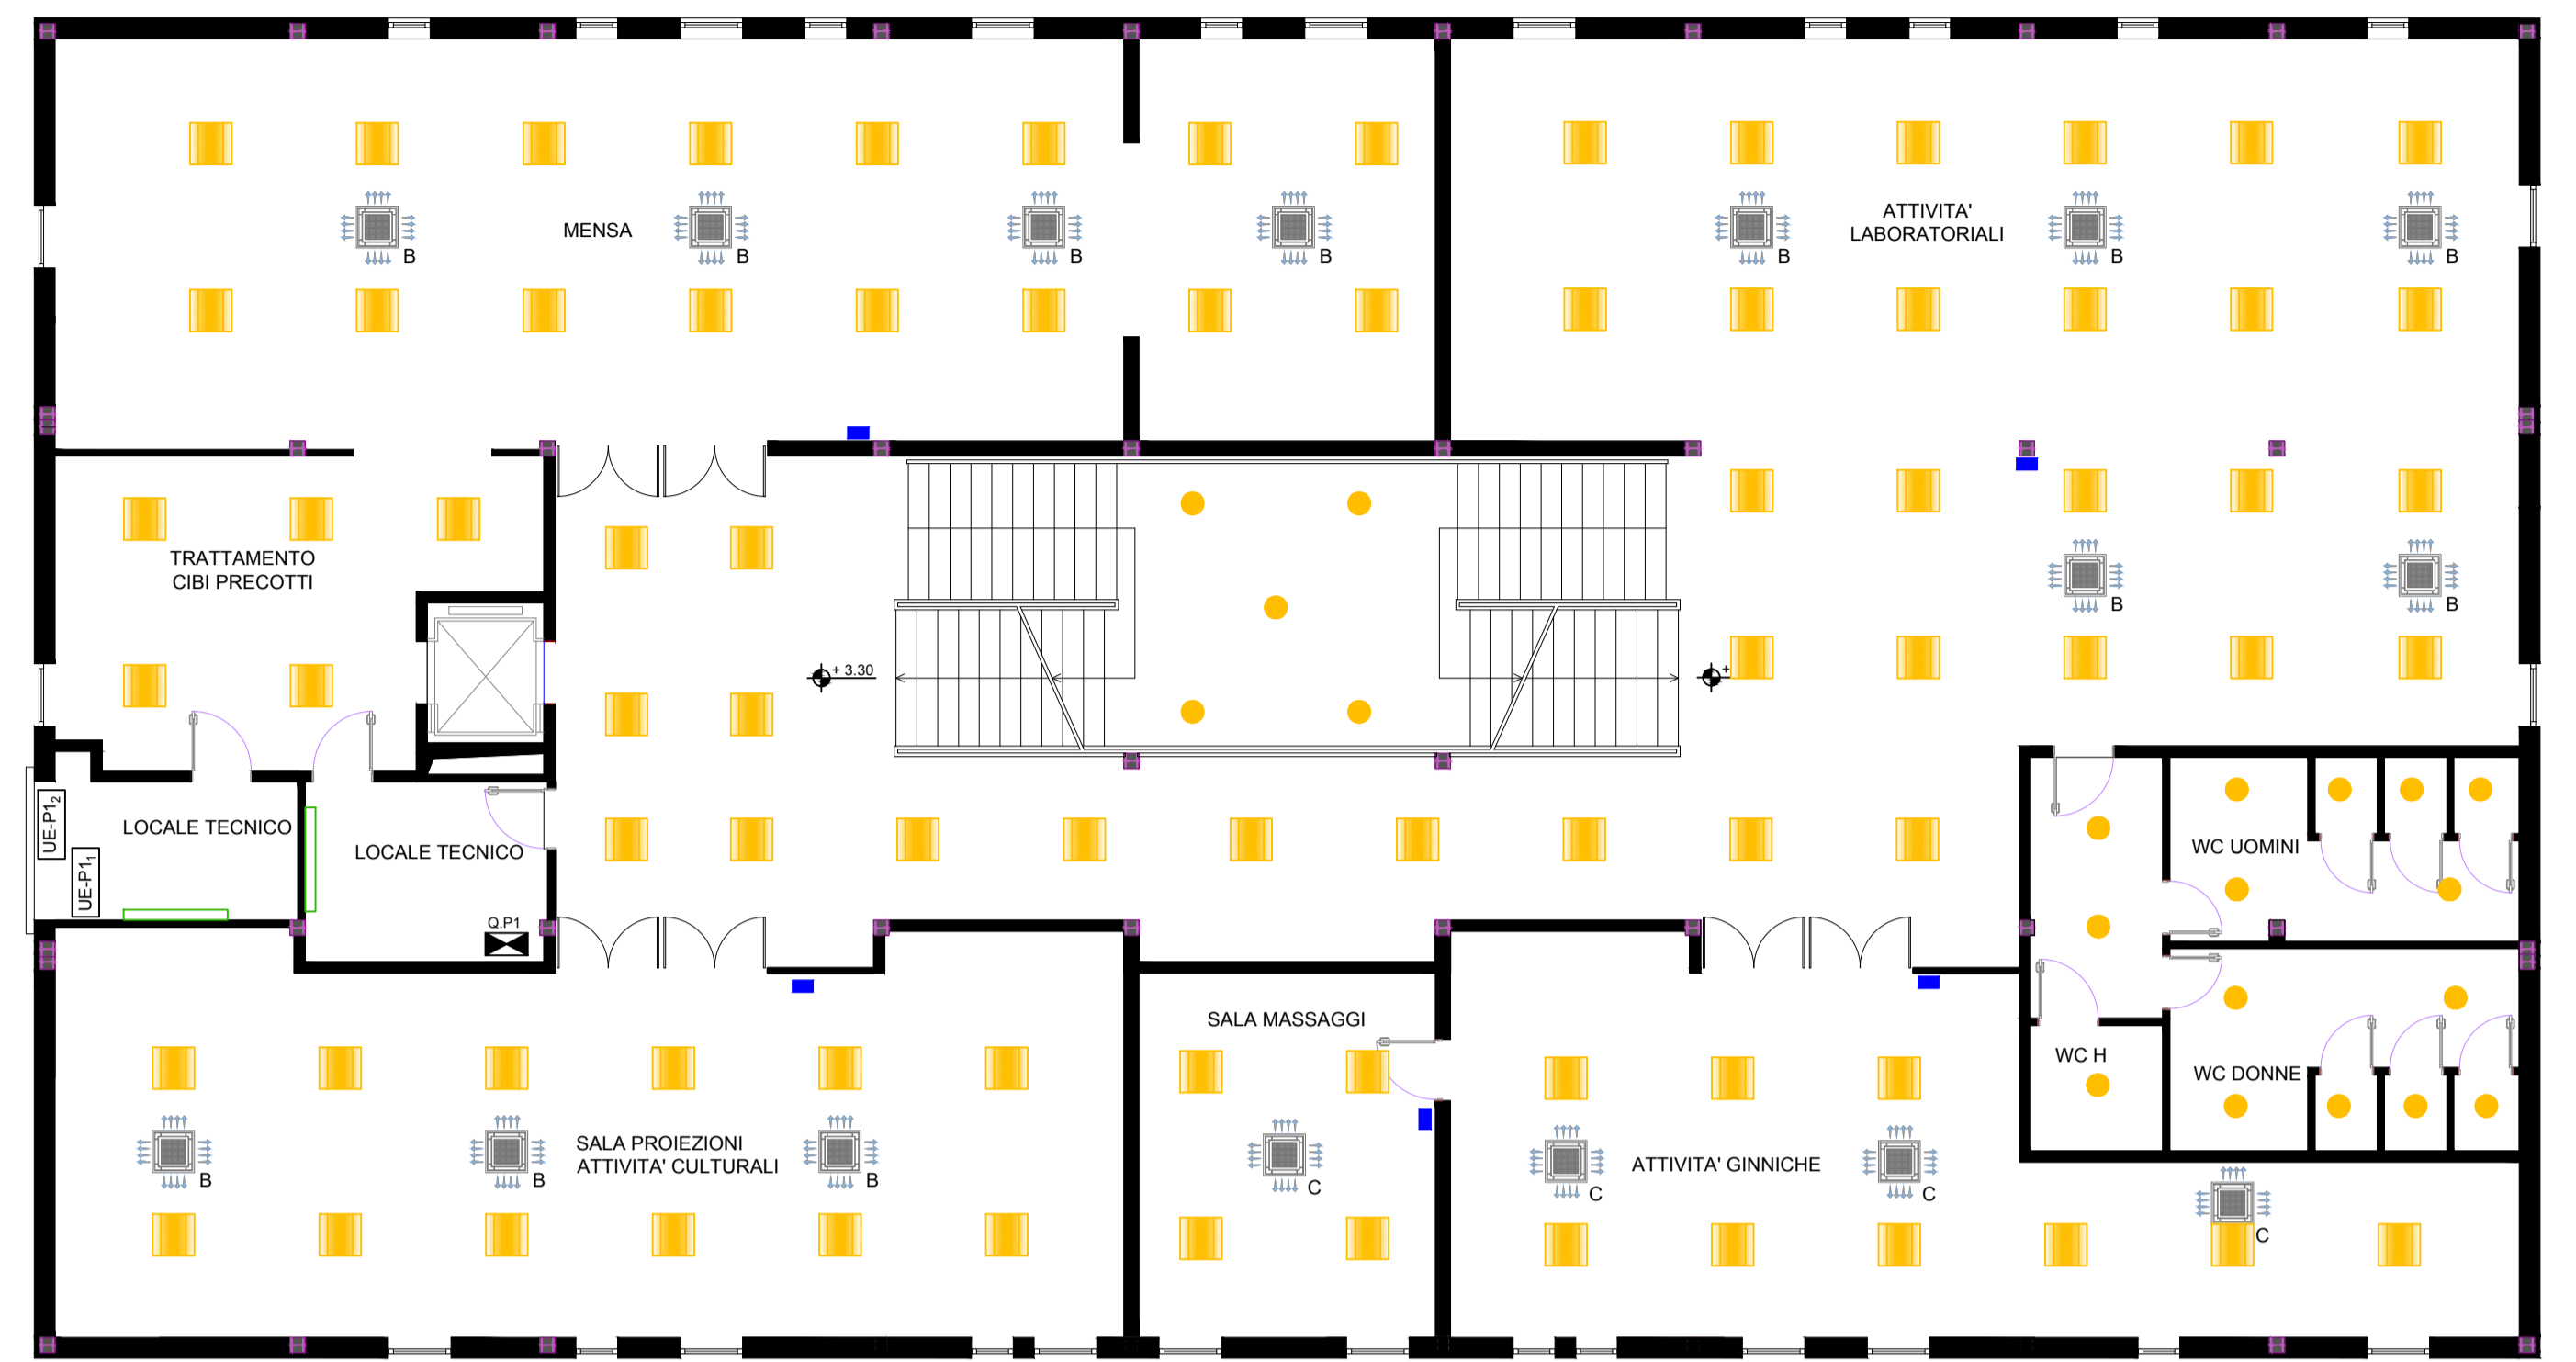 MENSA
B
B
B
B
ATTIVITA'
LABORATORIALI
B
B
B
TRATTAMENTO
CIBI PRECOTTI
B
B
+ 3.30
+
UE-P1₂
UE-P1₁
LOCALE TECNICO
LOCALE TECNICO
Q.P1
WC UOMINI
WC H
WC DONNE
SALA MASSAGGI
SALA PROIEZIONI
ATTIVITA' CULTURALI
B
B
B
C
ATTIVITA' GINNICHE
C
C
C